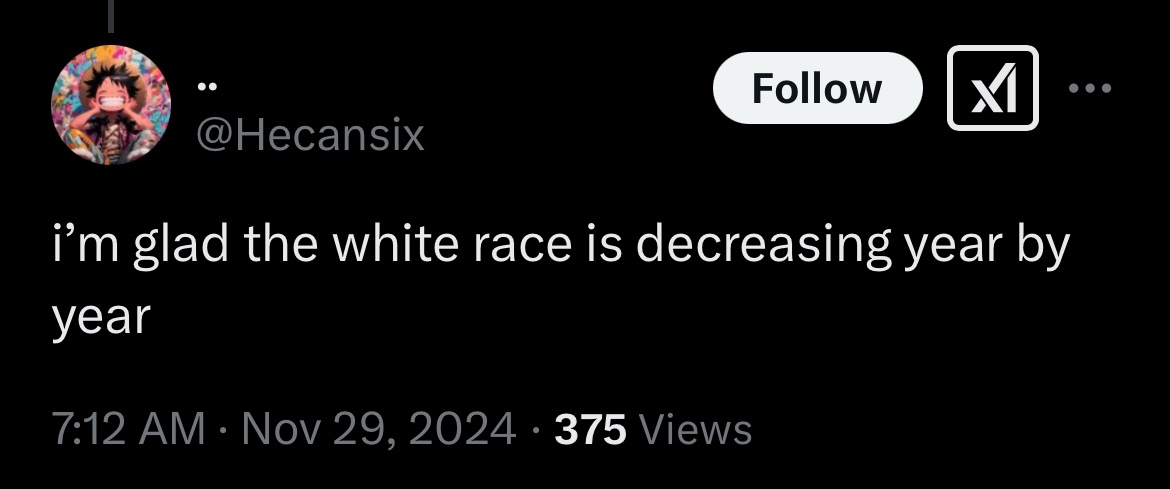 ..
Follow
@Hecansix
i’m glad the white race is decreasing year by
year
7:12 AM · Nov 29, 2024 · 375 Views